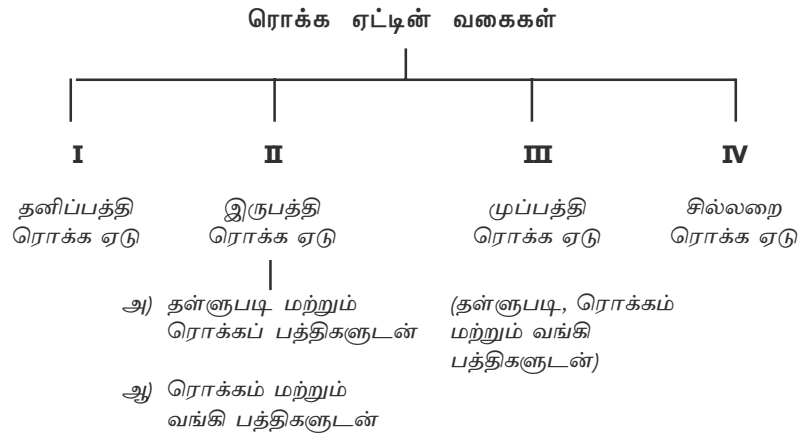 ரொக்க ஏட்டின் வகைகள்
I
தனிப்பத்தி
ரொக்க ஏடு
II
இருபத்தி
ரொக்க ஏடு
அ) தள்ளுபடி மற்றும்
ரொக்கப் பத்திகளுடன்
ஆ) ரொக்கம் மற்றும்
வங்கி பத்திகளுடன்
III
முப்பத்தி
ரொக்க ஏடு
(தள்ளுபடி, ரொக்கம்
மற்றும் வங்கி
பத்திகளுடன்)
IV
சில்லறை
ரொக்க ஏடு